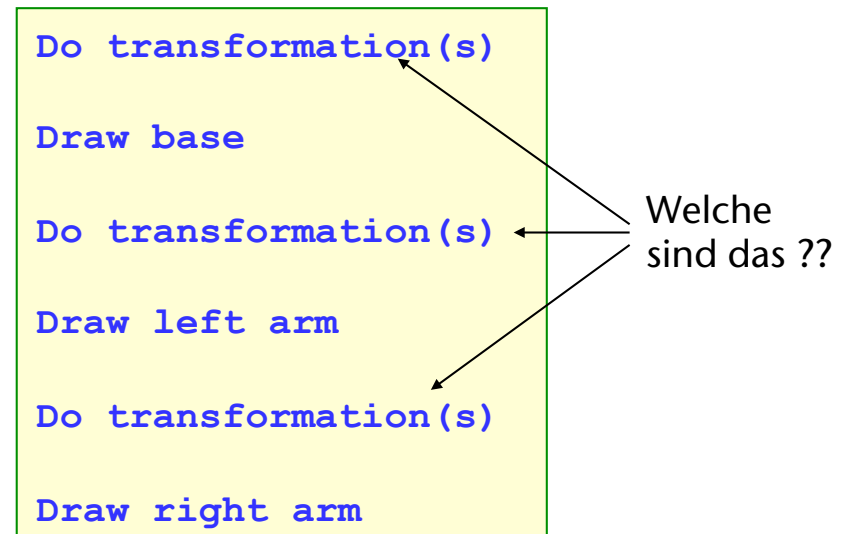 Do transformation(s)
Draw base
Do transformation(s)
Draw left arm
Do transformation(s)
Draw right arm
Welche
sind das ??